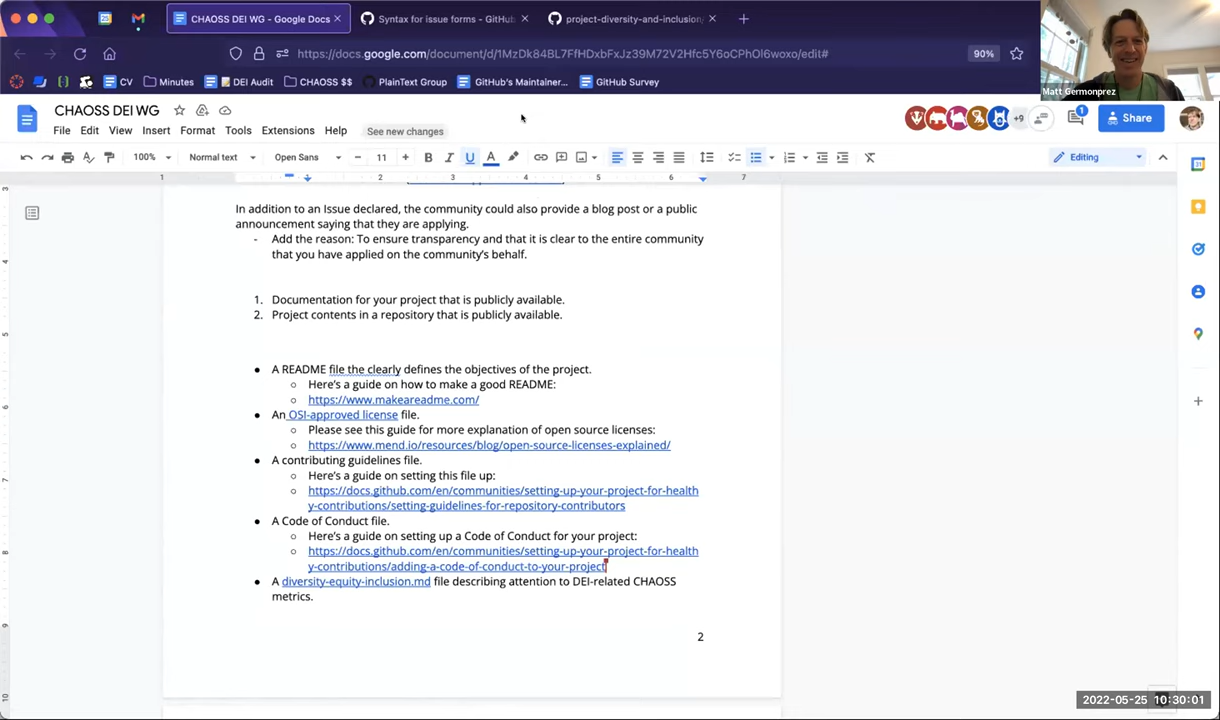 CHAOSS DEI WG - Google Docs
Syntax for issue forms - GitHub
project-diversity-and-inclusion
https://docs.google.com/document/d/1MzDk84BL7FfHDxbFxJz39M72V2Hfc5Y6oCPhOl6woxo/edit#
90%
CV
Minutes
DEI Audit
CHAOSS $$
PlainText Group
GitHub's Maintainer...
GitHub Survey
Matt Germonprez
CHAOSS DEI WG
File Edit View Insert Format Tools Extensions Help See new changes
+9
1
Share
100% Normal text Open Sans 11 Editing
1 2 3 4 5 6 7
In addition to an Issue declared, the community could also provide a blog post or a public
announcement saying that they are applying.
- Add the reason: To ensure transparency and that it is clear to the entire community
that you have applied on the community's behalf.
1. Documentation for your project that is publicly available.
2. Project contents in a repository that is publicly available.
● A README file the clearly defines the objectives of the project.
○ Here's a guide on how to make a good README:
○ https://www.makeareadme.com/
● An OSI-approved license file.
○ Please see this guide for more explanation of open source licenses:
○ https://www.mend.io/resources/blog/open-source-licenses-explained/
● A contributing guidelines file.
○ Here's a guide on setting this file up:
○ https://docs.github.com/en/communities/setting-up-your-project-for-health
y-contributions/setting-guidelines-for-repository-contributors
● A Code of Conduct file.
○ Here's a guide on setting up a Code of Conduct for your project:
○ https://docs.github.com/en/communities/setting-up-your-project-for-health
y-contributions/adding-a-code-of-conduct-to-your-project
● A diversity-equity-inclusion.md file describing attention to DEI-related CHAOSS
metrics.
2
2022-05-25 10:30:01